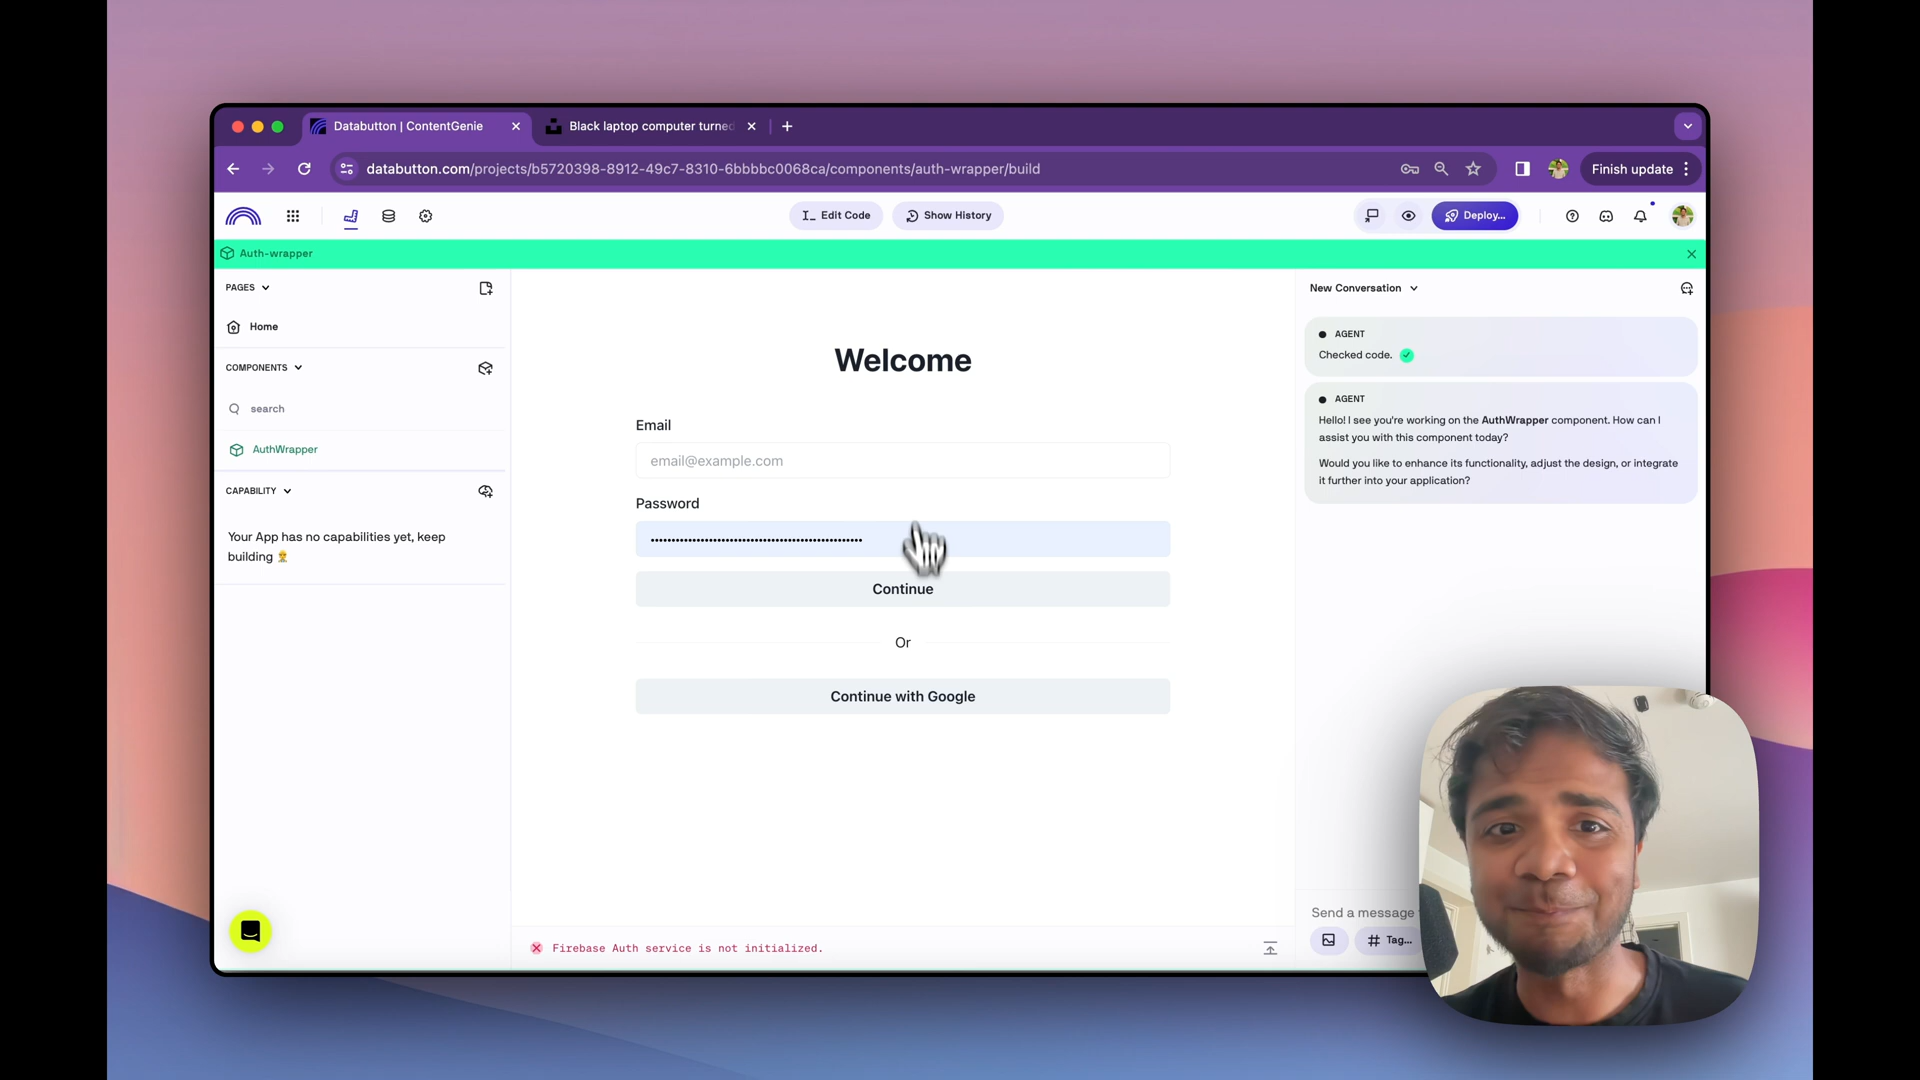 Databutton | ContentGenie
Black laptop computer turned
databutton.com/projects/b5720398-8912-49c7-8310-6bbbbc0068ca/components/auth-wrapper/build
Finish update
Edit Code
Show History
Deploy...
Auth-wrapper
PAGES
Home
COMPONENTS
search
AuthWrapper
CAPABILITY
Your App has no capabilities yet, keep
building
Welcome
Email
email@example.com
Password
Continue
Or
Continue with Google
Firebase Auth service is not initialized.
New Conversation
AGENT
Checked code.
AGENT
Hello! I see you're working on the AuthWrapper component. How can I
assist you with this component today?
Would you like to enhance its functionality, adjust the design, or integrate
it further into your application?
Send a message
# Tag...